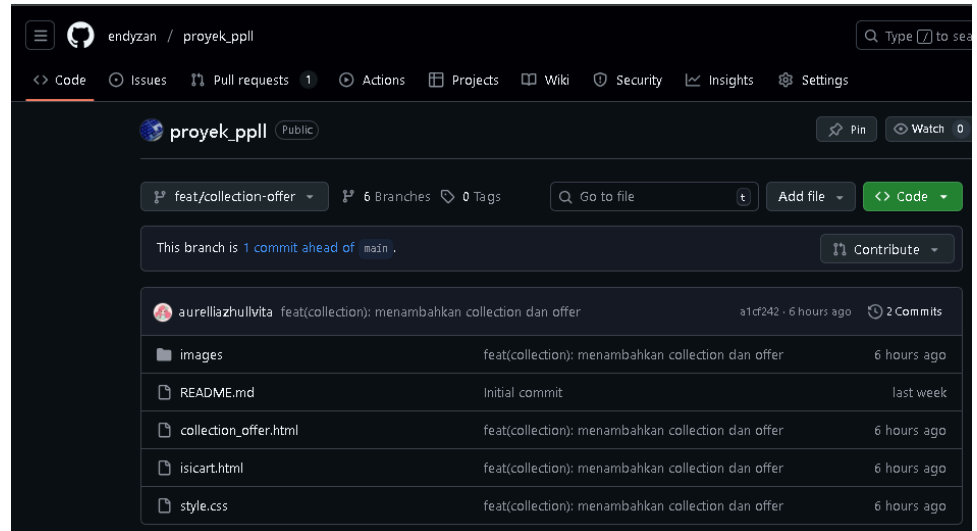 endyzan / proyek_ppll Type / to sea
Code Issues Pull requests 1 Actions Projects Wiki Security Insights Settings
proyek_ppll Public Pin Watch 0
feat/collection-offer 6 Branches 0 Tags Go to file t Add file Code
This branch is 1 commit ahead of main. Contribute
aurelliazhullvita feat(collection): menambahkan collection dan offer a1cf242 · 6 hours ago 2 Commits
images feat(collection): menambahkan collection dan offer 6 hours ago
README.md Initial commit last week
collection_offer.html feat(collection): menambahkan collection dan offer 6 hours ago
isicart.html feat(collection): menambahkan collection dan offer 6 hours ago
style.css feat(collection): menambahkan collection dan offer 6 hours ago